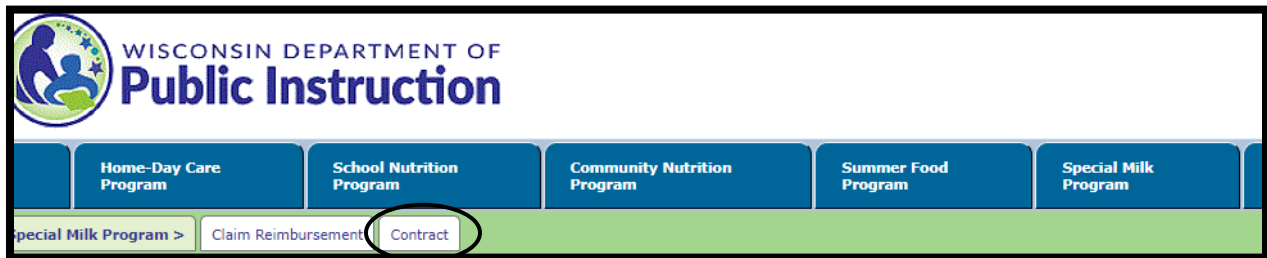 WISCONSIN DEPARTMENT OF
Public Instruction
Home-Day Care
Program
School Nutrition
Program
Community Nutrition
Program
Summer Food
Program
Special Milk
Program
Special Milk Program > Claim Reimbursement Contract